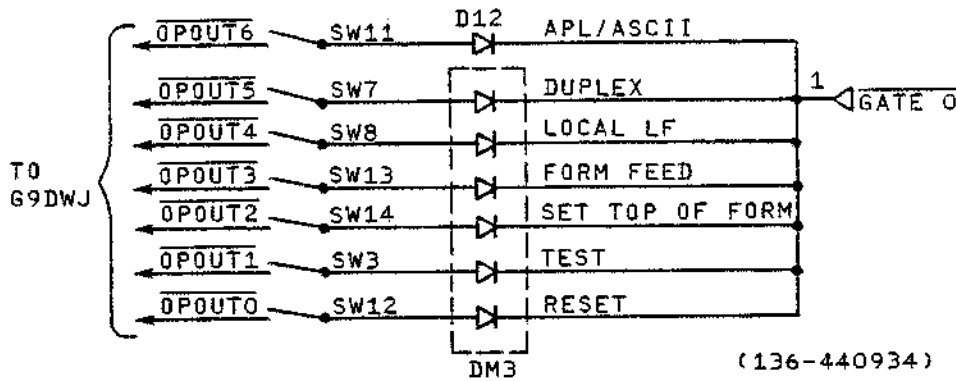 D12
OPOUT6 SW11 APL/ASCII
OPOUT5 SW7 DUPLEX 1 GATE 0
OPOUT4 SW8 LOCAL LF
TO
G9DWJ
OPOUT3 SW13 FORM FEED
OPOUT2 SW14 SET TOP OF FORM
OPOUT1 SW3 TEST
OPOUT0 SW12 RESET
DM3
(136-440934)